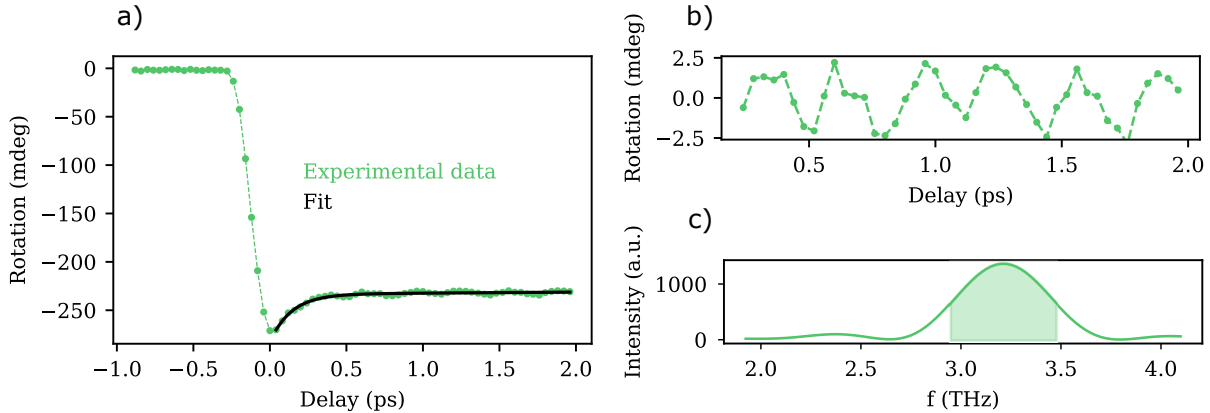 a)
Rotation (mdeg)
0
−50
−100
−150
−200
−250
Experimental data
Fit
−1.0 −0.5 0.0 0.5 1.0 1.5 2.0
Delay (ps)
b)
Rotation (mdeg)
2.5
0.0
−2.5
0.5 1.0 1.5 2.0
Delay (ps)
c)
Intensity (a.u.)
1000
0
2.0 2.5 3.0 3.5 4.0
f (THz)